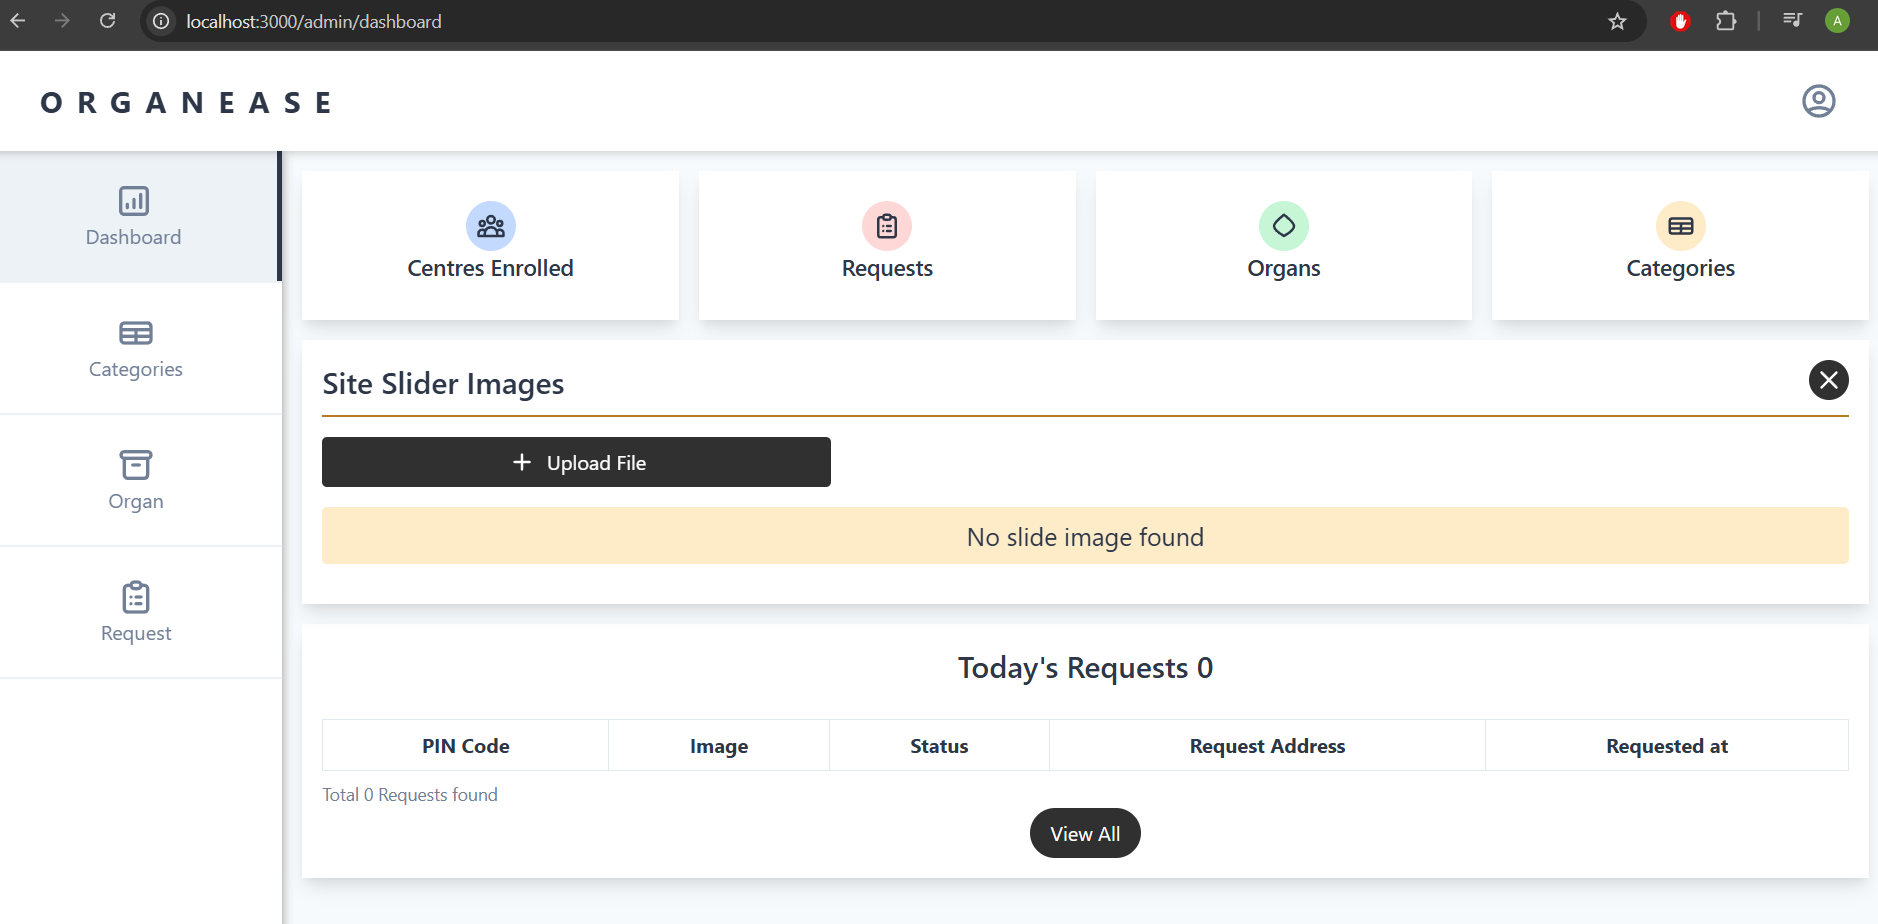 localhost:3000/admin/dashboard
A
ORGANEASE
Dashboard
Categories
Organ
Request
Centres Enrolled
Requests
Organs
Categories
Site Slider Images
Upload File
No slide image found
Today's Requests 0
PIN Code Image Status Request Address Requested at
Total 0 Requests found
View All